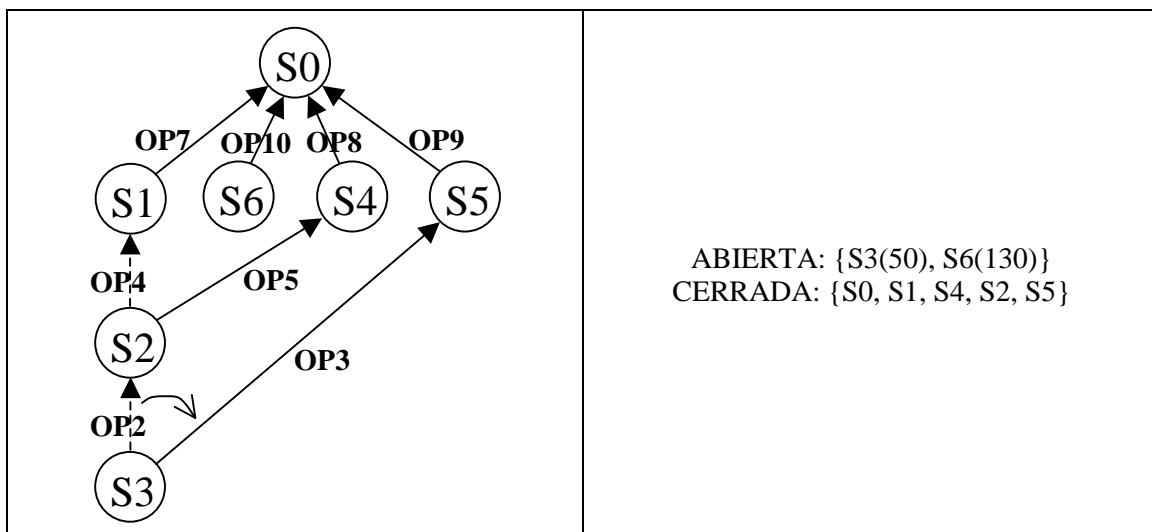 S0
OP7 OP10 OP8 OP9
S1 S6 S4 S5
OP4 OP5
S2
OP3
OP2
S3
ABIERTA: {S3(50), S6(130)}
CERRADA: {S0, S1, S4, S2, S5}